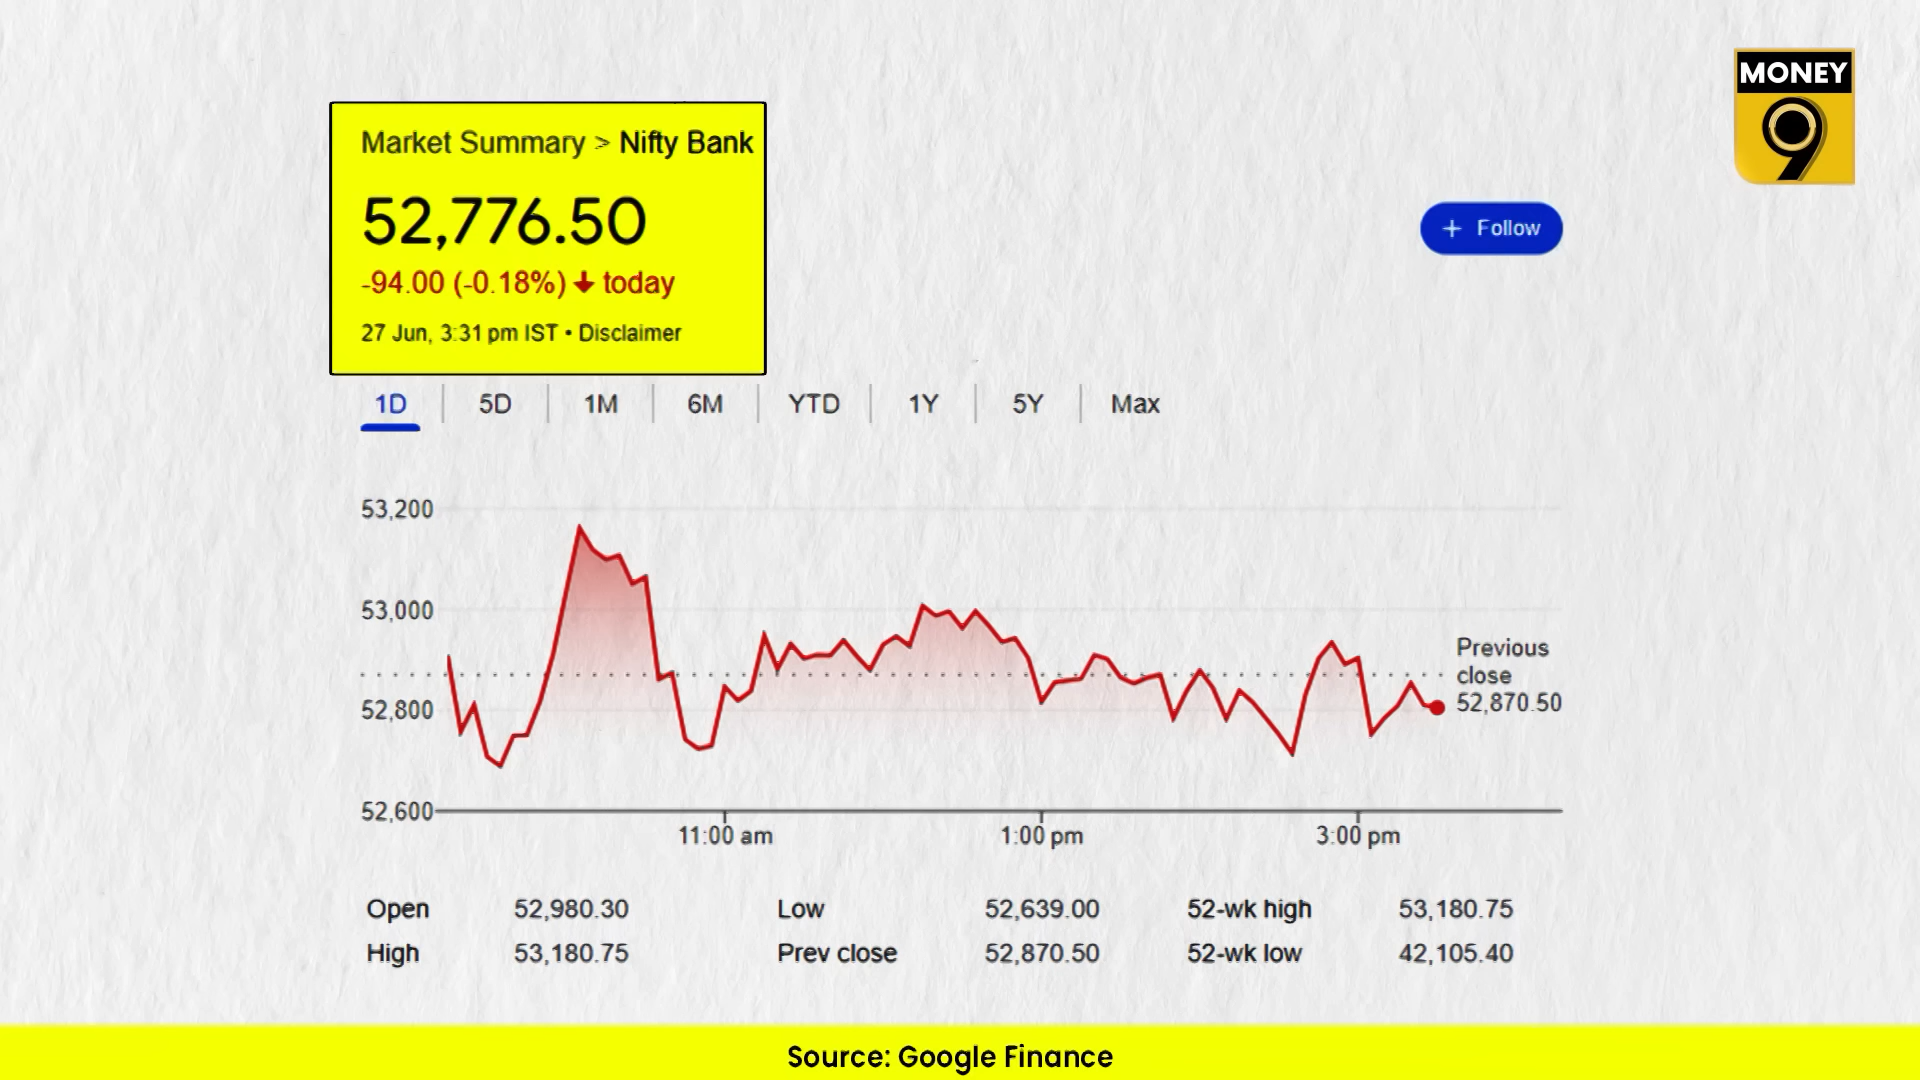 MONEY
9
Market Summary > Nifty Bank
52,776.50
+ Follow
-94.00 (-0.18%) ↓ today
27 Jun, 3:31 pm IST • Disclaimer
1D 5D 1M 6M YTD 1Y 5Y Max
53,200
53,000
52,800
52,600
Previous
close
52,870.50
11:00 am 1:00 pm 3:00 pm
Open 52,980.30 Low 52,639.00 52-wk high 53,180.75
High 53,180.75 Prev close 52,870.50 52-wk low 42,105.40
Source: Google Finance